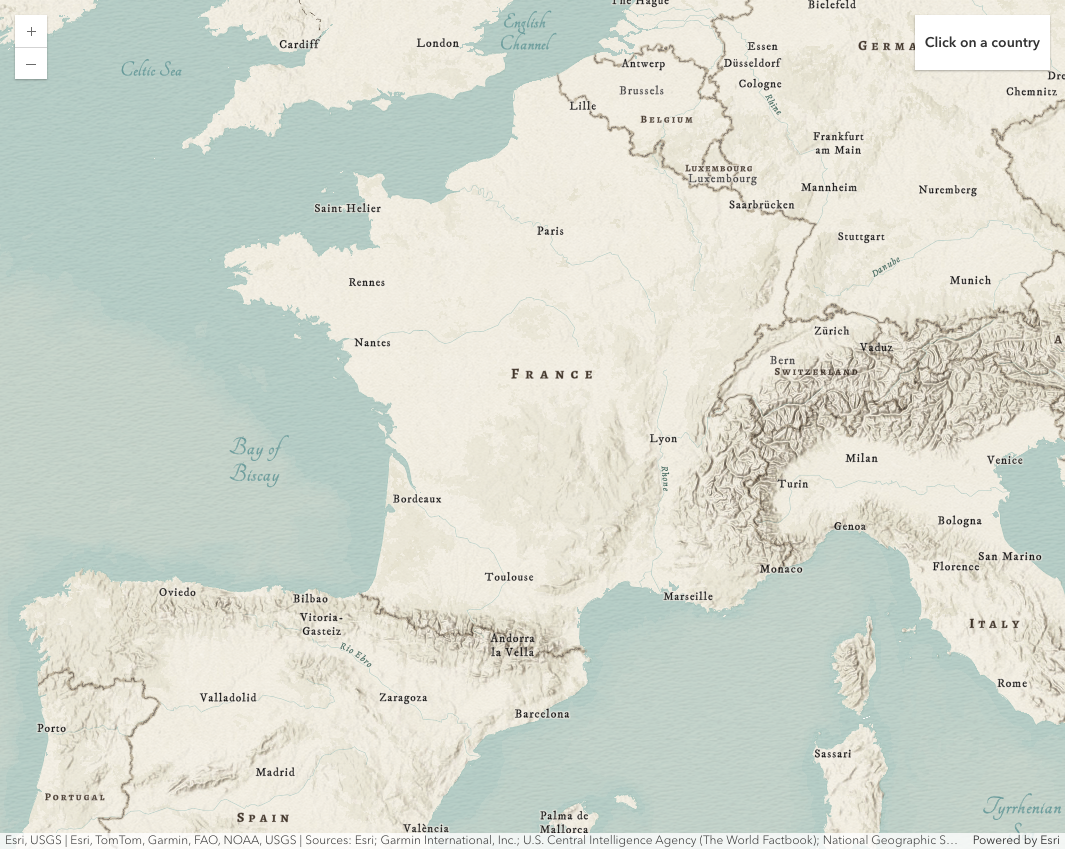 +
Click on a country
The Hague
Bielefeld
English
Channel
Cardiff
London
Essen
Antwerp
Düsseldorf
Celtic Sea
Cologne
Brussels
Chemnitz
Lille
Rhine
BELGIUM
Frankfurt
am Main
LUXEMBOURG
Luxembourg
Mannheim
Nuremberg
Saint Helier
Saarbrücken
Paris
Stuttgart
Danube
Rennes
Munich
Zürich
Nantes
Vaduz
Bern
SWITZERLAND
FRANCE
Lyon
Bay of
Biscay
Milan
Venice
Rhone
Turin
Bordeaux
Genoa
Bologna
San Marino
Florence
Monaco
Toulouse
Oviedo
Bilbao
Marseille
Vitoria-
Gasteiz
Italy
Andorra
la Vella
Rio Ebro
Rome
Valladolid
Zaragoza
Barcelona
Porto
Sassari
Madrid
PORTUGAL
Tyrrhenian
SPAIN
Palma de
Mallorca
València
Esri, USGS | Esri, TomTom, Garmin, FAO, NOAA, USGS | Sources: Esri; Garmin International, Inc.; U.S. Central Intelligence Agency (The World Factbook); National Geographic S... Powered by Esri